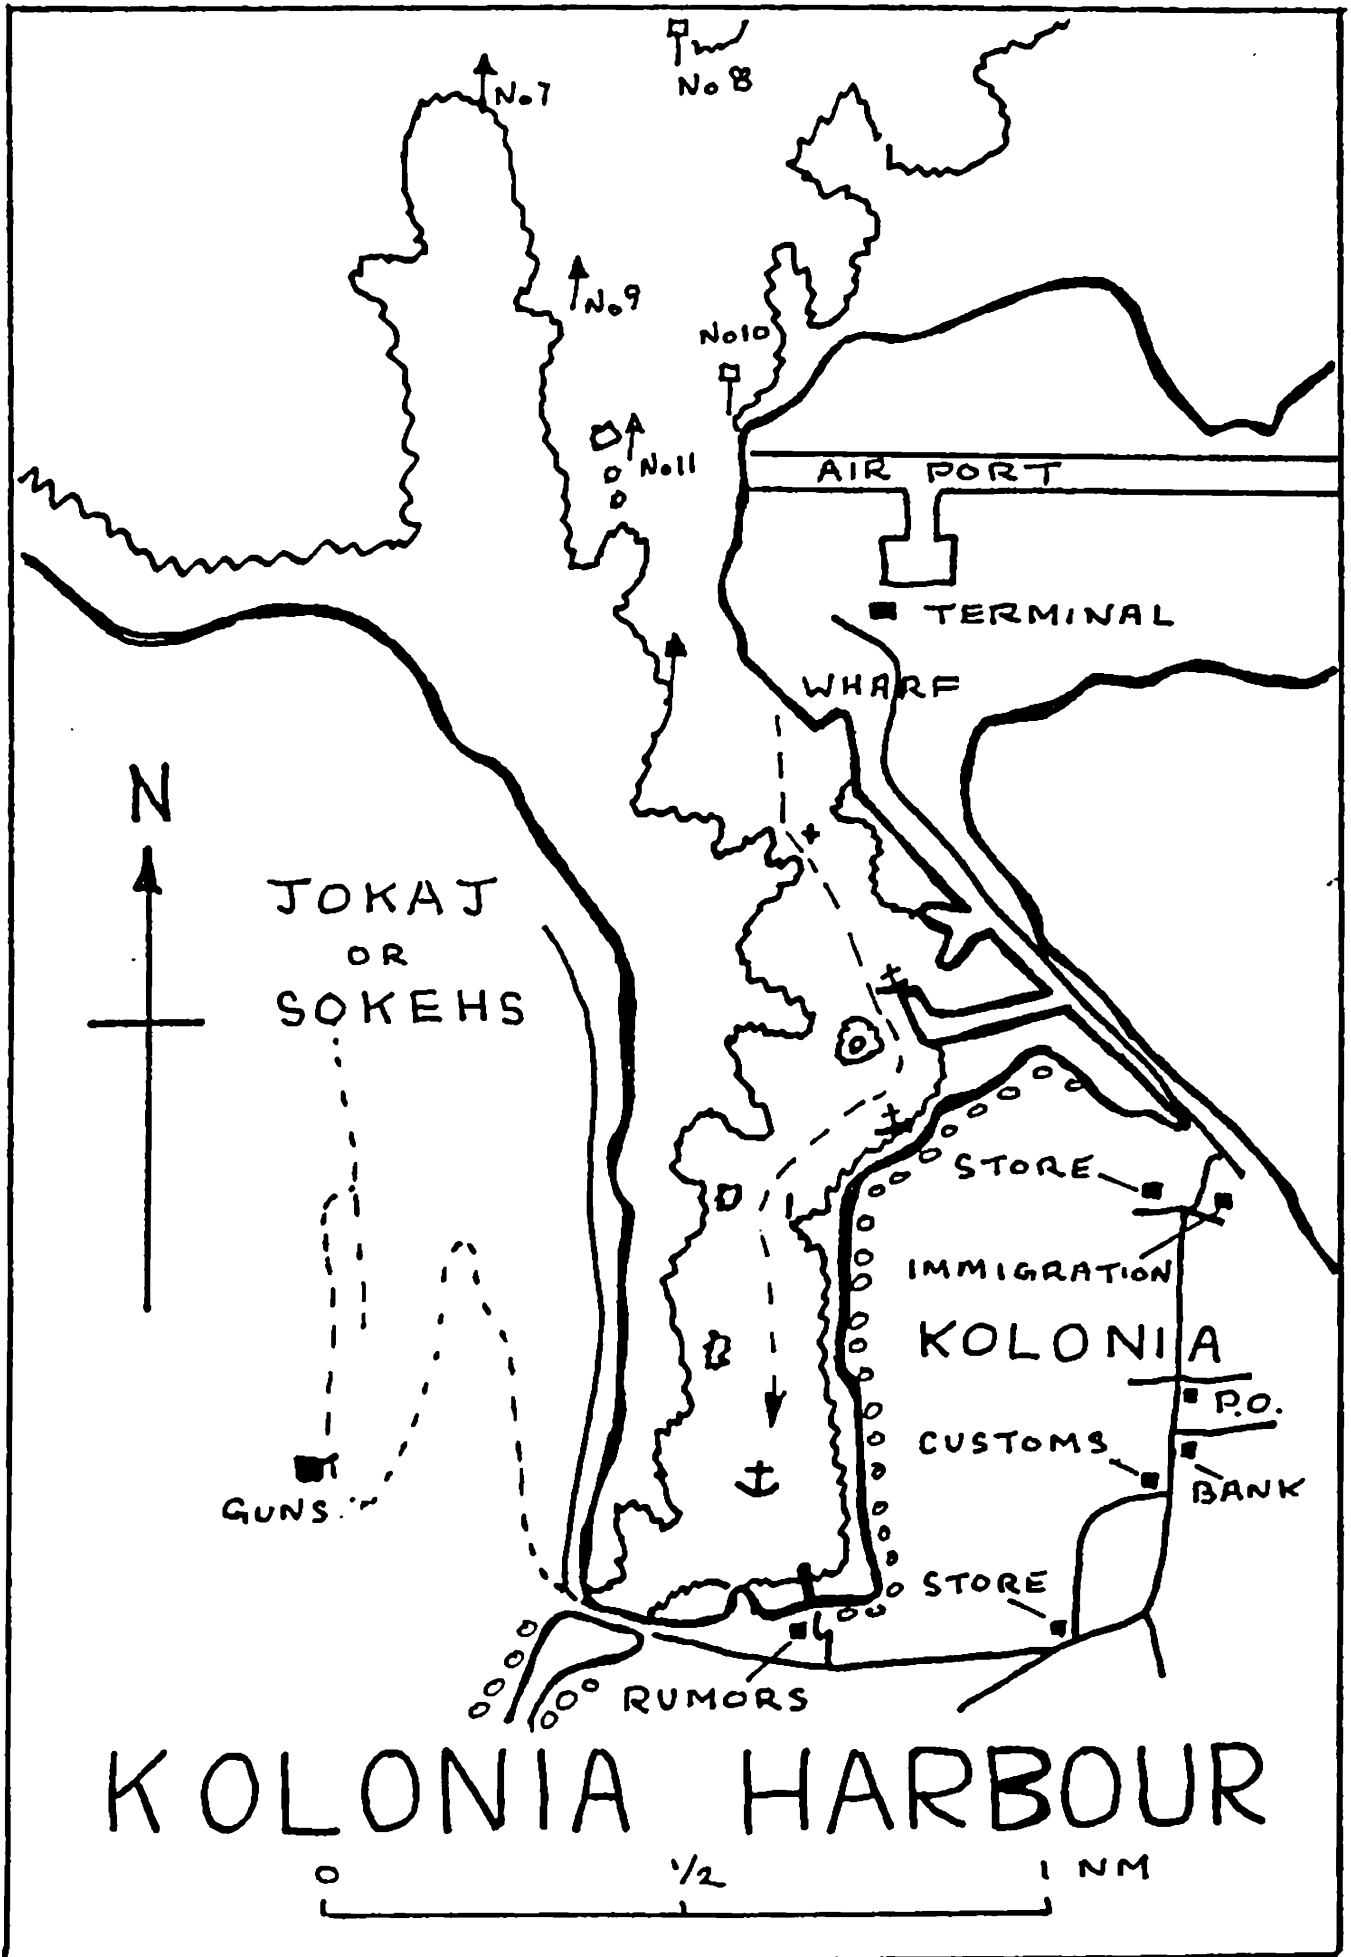 No 8
No 7
No 9
No 10
No 11
AIR PORT
TERMINAL
WHARF
N
JOKAJ
OR
SOKEHS
STORE
IMMIGRATION
KOLONIA
P.O.
CUSTOMS
BANK
GUNS
STORE
RUMORS
KOLONIA HARBOUR
0 1/2 1 NM